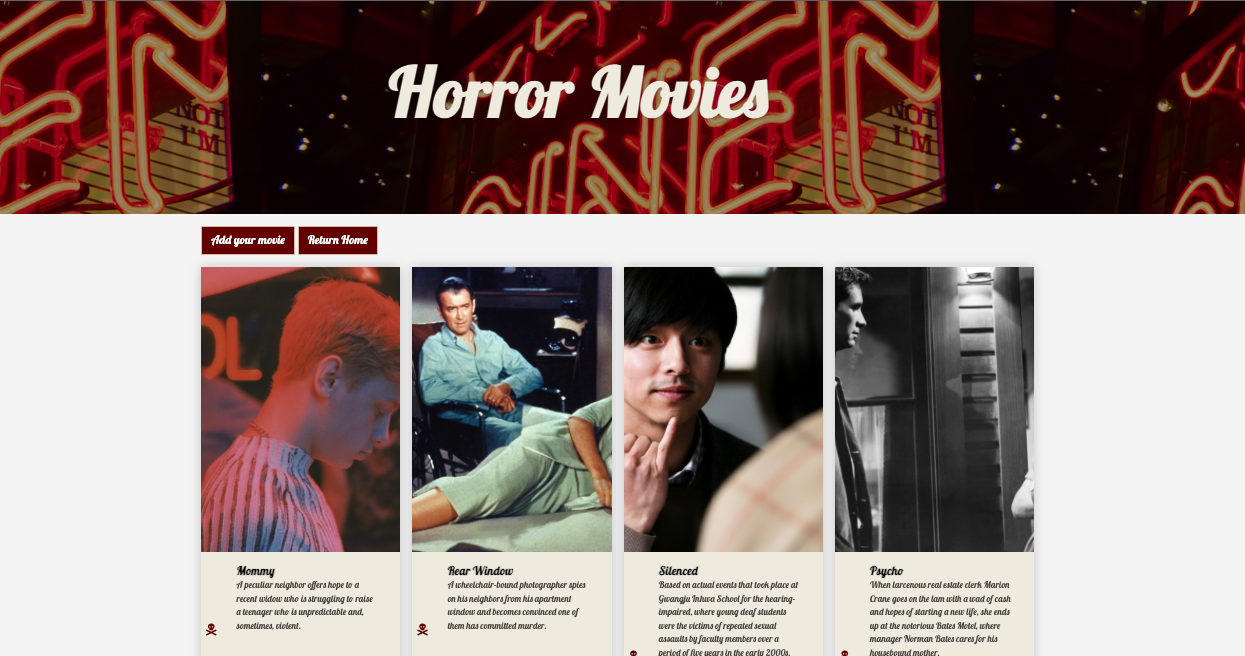 Horror Movies
NOT
I'M
NOT
I'M
Add your movie
Return Home
OL
Mommy
A peculiar neighbor offers hope to a
recent widow who is struggling to raise
a teenager who is unpredictable and,
sometimes, violent.
Rear Window
A wheelchair-bound photographer spies
on his neighbors from his apartment
window and becomes convinced one of
them has committed murder.
Silenced
Based on actual events that took place at
Gwangju Inhwa School for the hearing-
impaired, where young deaf students
were the victims of repeated sexual
assaults by faculty members over a
period of five years in the early 2000s.
Psycho
When larcenous real estate clerk Marion
Crane goes on the lam with a wad of cash
and hopes of starting a new life, she ends
up at the notorious Bates Motel, where
manager Norman Bates cares for his
housebound mother.